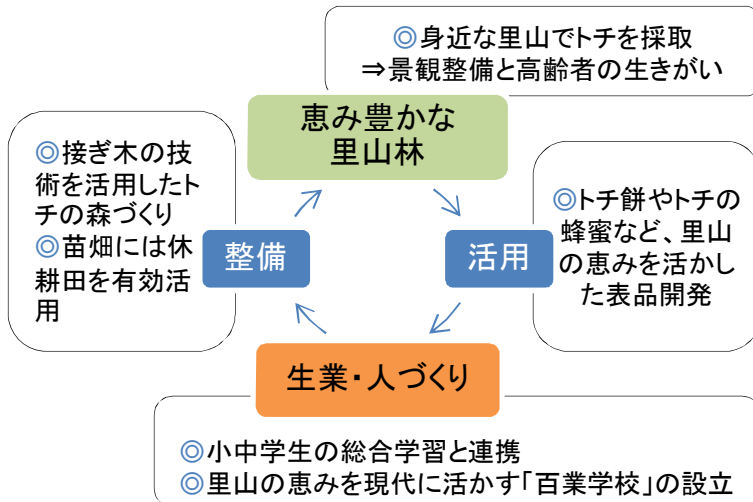 ◎身近な里山でトチを採取
⇒景観整備と高齢者の生きがい
恵み豊かな
里山林
◎接ぎ木の技
術を活用したト
チの森づくり
◎苗畑には休
耕田を有効活
用
整備
活用
◎トチ餅やトチの
蜂蜜など、里山
の恵みを活かし
た表品開発
生業・人づくり
◎小中学生の総合学習と連携
◎里山の恵みを現代に活かす「百業学校」の設立